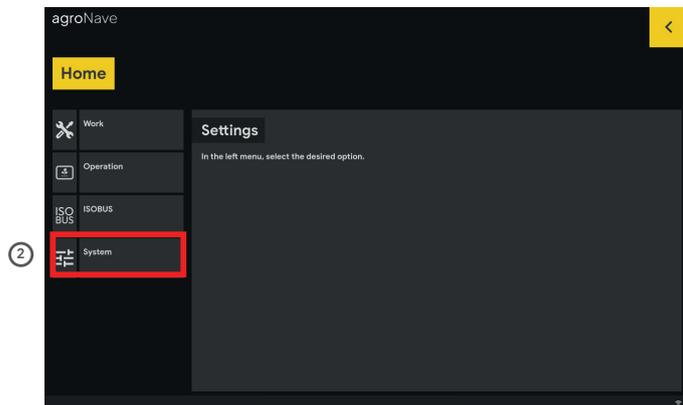 agroNave
Home
Work
Settings
In the left menu, select the desired option.
Operation
ISO
BUS
ISOBUS
2
System